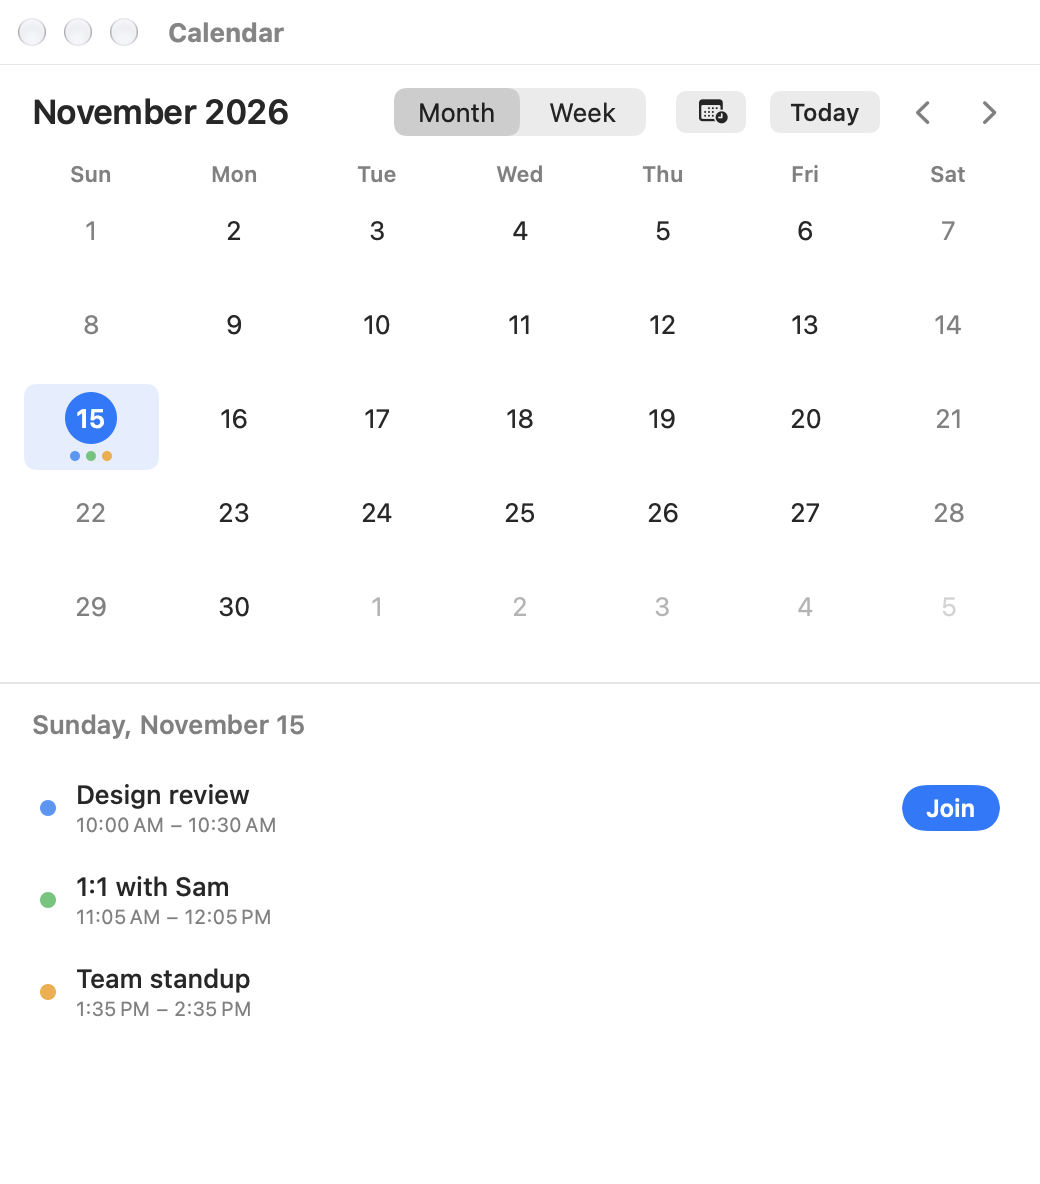 Calendar
November 2026 Month Week Today
Sun Mon Tue Wed Thu Fri Sat
1 2 3 4 5 6 7
8 9 10 11 12 13 14
15 16 17 18 19 20 21
22 23 24 25 26 27 28
29 30 1 2 3 4 5
Sunday, November 15
Design review
10:00 AM – 10:30 AM
Join
1:1 with Sam
11:05 AM – 12:05 PM
Team standup
1:35 PM – 2:35 PM